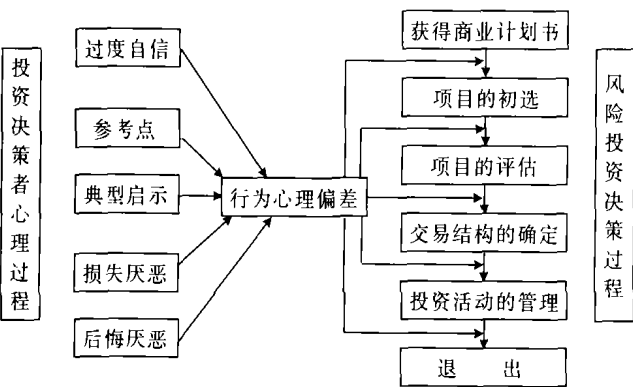 投资决策者心理过程
过度自信
参考点
典型启示
损失厌恶
后悔厌恶
行为心理偏差
获得商业计划书
项目的初选
项目的评估
交易结构的确定
投资活动的管理
退 出
风险投资决策过程